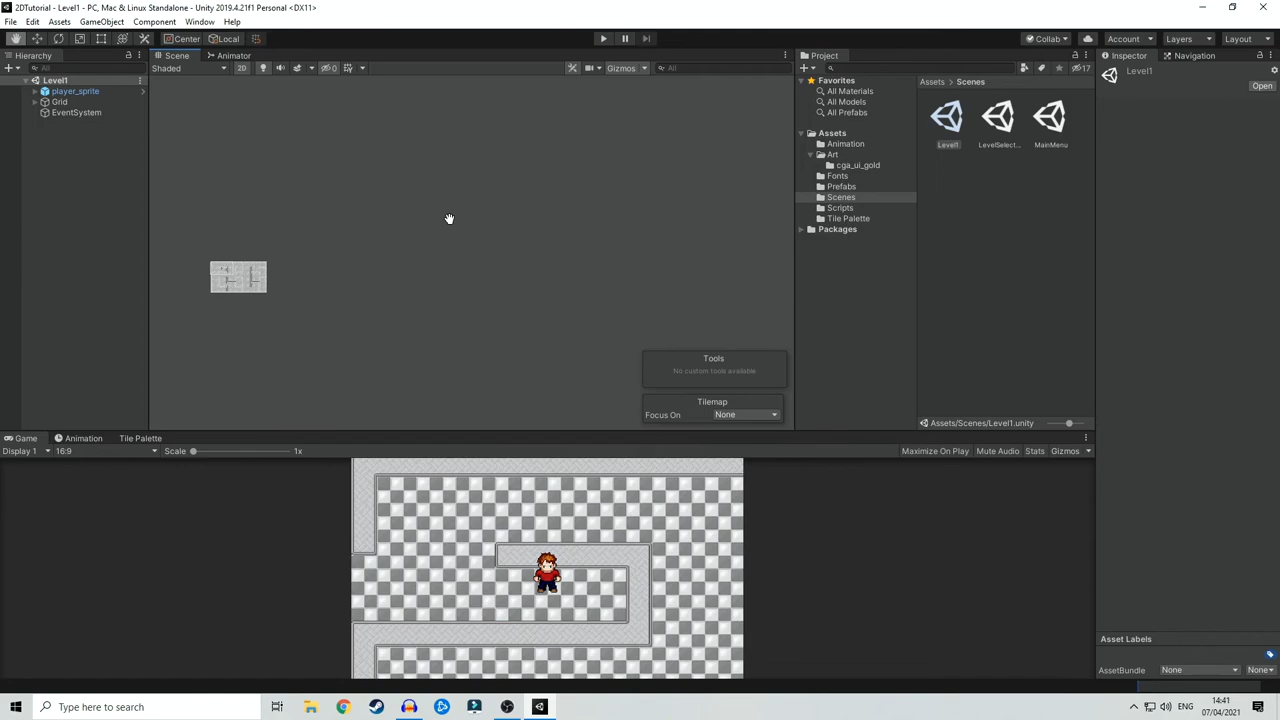 2DTutorial - Level1 - PC, Mac & Linux Standalone - Unity 2019.4.21f1 Personal <DX11>
File Edit Assets GameObject Component Window Help
Center Local Collab Account Layers Layout
Hierarchy
All
Level1
player_sprite
Grid
EventSystem
Scene Animator
Shaded 2D 0 Gizmos All
Tools
No custom tools available
Tilemap
Focus On None
Project
17
Favorites
All Materials
All Models
All Prefabs
Assets
Animation
Art
cga_ui_gold
Fonts
Prefabs
Scenes
Scripts
Tile Palette
Packages
Assets Scenes
Level1 LevelSelect... MainMenu
Assets/Scenes/Level1.unity
Inspector Navigation
Level1
Open
Asset Labels
AssetBundle None None
Game Animation Tile Palette
Display 1 16:9 Scale 1x Maximize On Play Mute Audio Stats Gizmos
Type here to search
14:41
07/04/2021